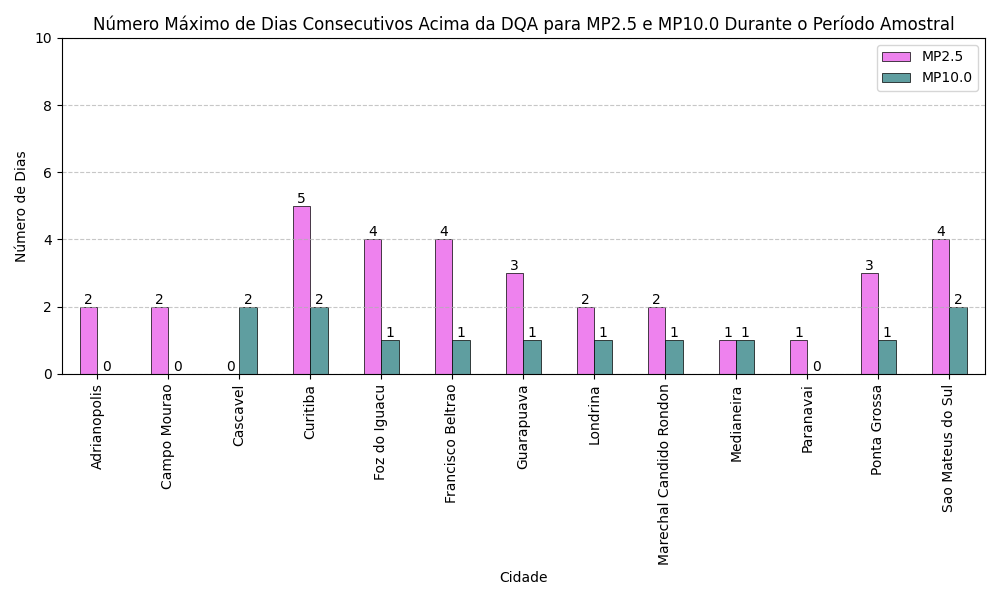 Número Máximo de Dias Consecutivos Acima da DQA para MP2.5 e MP10.0 Durante o Período Amostral
MP2.5
MP10.0
Número de Dias
10
8
6
4
2
0
2
0
2
0
0
2
5
2
4
1
4
1
3
1
2
1
2
1
1
1
1
0
3
1
4
2
Adrianopolis
Campo Mourao
Cascavel
Curitiba
Foz do Iguacu
Francisco Beltrao
Guarapuava
Londrina
Marechal Candido Rondon
Medianeira
Paranavai
Ponta Grossa
Sao Mateus do Sul
Cidade